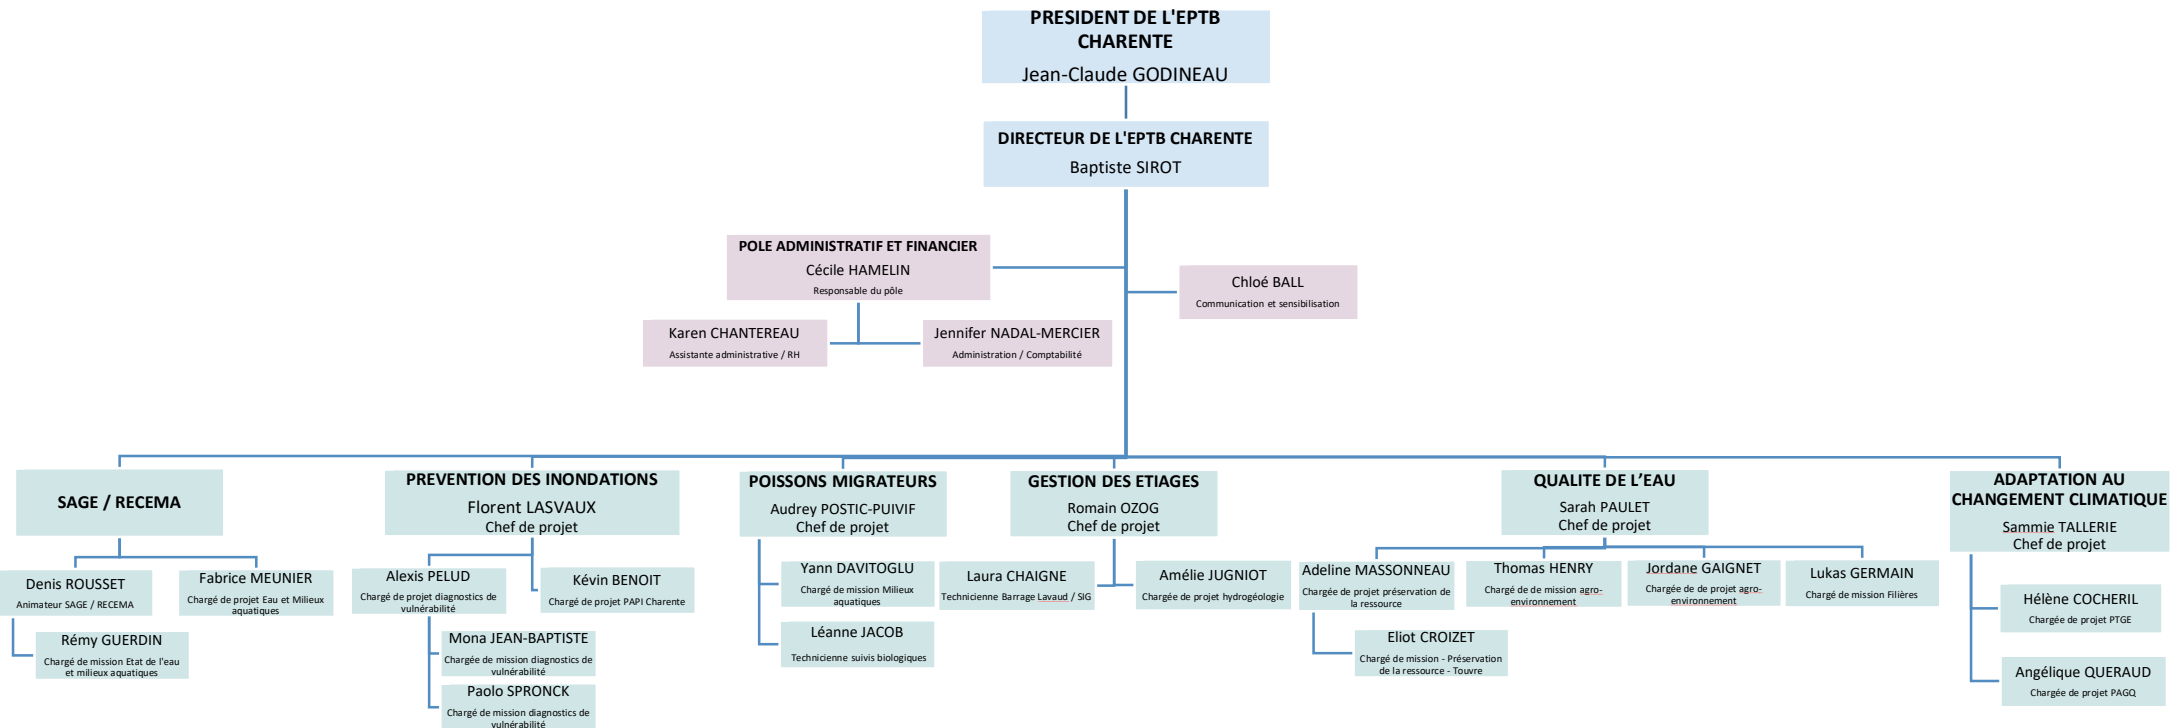 PRESIDENT DE L'EPTB
CHARENTE
Jean-Claude GODINEAU
DIRECTEUR DE L'EPTB CHARENTE
Baptiste SIROT
POLE ADMINISTRATIF ET FINANCIER
Cécile HAMELIN
Responsable du pôle
Chloé BALL
Communication et sensibilisation
Karen CHANTEREAU
Assistante administrative / RH
Jennifer NADAL-MERCIER
Administration / Comptabilité
SAGE / RECEMA
Denis ROUSSET
Animateur SAGE / RECEMA
Fabrice MEUNIER
Chargé de projet Eau et Milieux
aquatiques
Rémy GUERDIN
Chargé de mission Etat de l'eau
et milieux aquatiques
PREVENTION DES INONDATIONS
Florent LASVAUX
Chef de projet
Alexis PELUD
Chargé de projet diagnostics de
vulnérabilité
Kévin BENOIT
Chargé de projet PAPI Charente
Mona JEAN-BAPTISTE
Chargée de mission diagnostics de
vulnérabilité
Paolo SPRONCK
Chargé de mission diagnostics de
vulnérabilité
POISSONS MIGRATEURS
Audrey POSTIC-PUIVIF
Chef de projet
Yann DAVITOGLU
Chargé de mission Milieux
aquatiques
Léanne JACOB
Technicienne suivis biologiques
GESTION DES ETIAGES
Romain OZOG
Chef de projet
Laura CHAIGNE
Technicienne Barrage Lavaud / SIG
Amélie JUGNIOT
Chargée de projet hydrogéologie
QUALITE DE L’EAU
Sarah PAULET
Chef de projet
Adeline MASSONNEAU
Chargée de projet préservation de
la ressource
Thomas HENRY
Chargé de de mission agro-
environnement
Jordane GAIGNET
Chargée de de projet agro-
environnement
Lukas GERMAIN
Chargé de mission Filières
Eliot CROIZET
Chargé de mission - Préservation
de la ressource - Touvre
ADAPTATION AU
CHANGEMENT CLIMATIQUE
Sammie TALLERIE
Chef de projet
Hélène COCHERIL
Chargée de projet PTGE
Angélique QUERAUD
Chargée de projet PAGQ